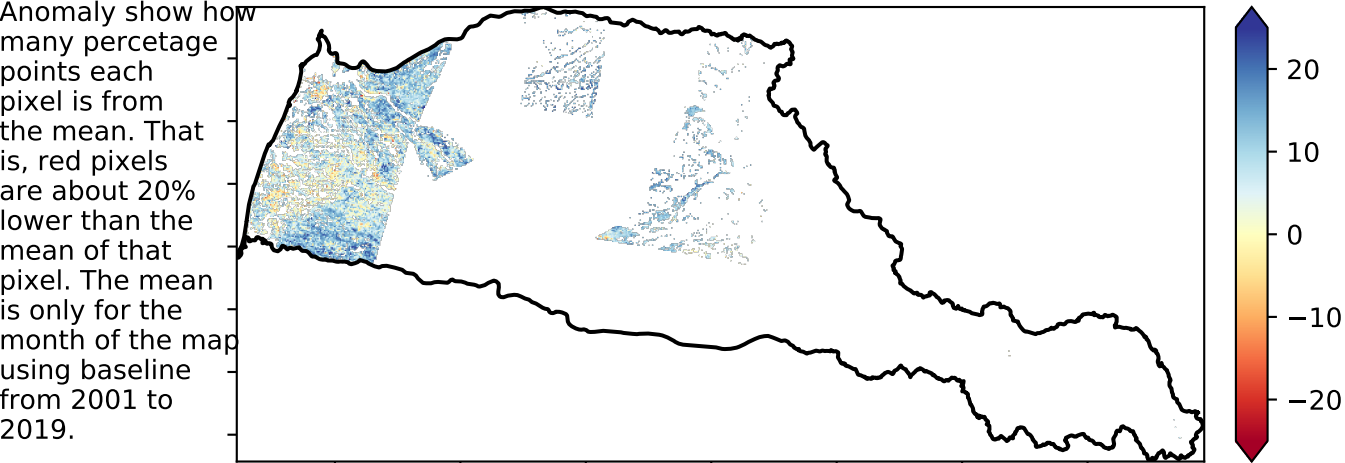 Anomaly show how
many percetage
points each
pixel is from
the mean. That
is, red pixels
are about 20%
lower than the
mean of that
pixel. The mean
is only for the
month of the map
using baseline
from 2001 to
2019.
20
10
0
−10
−20